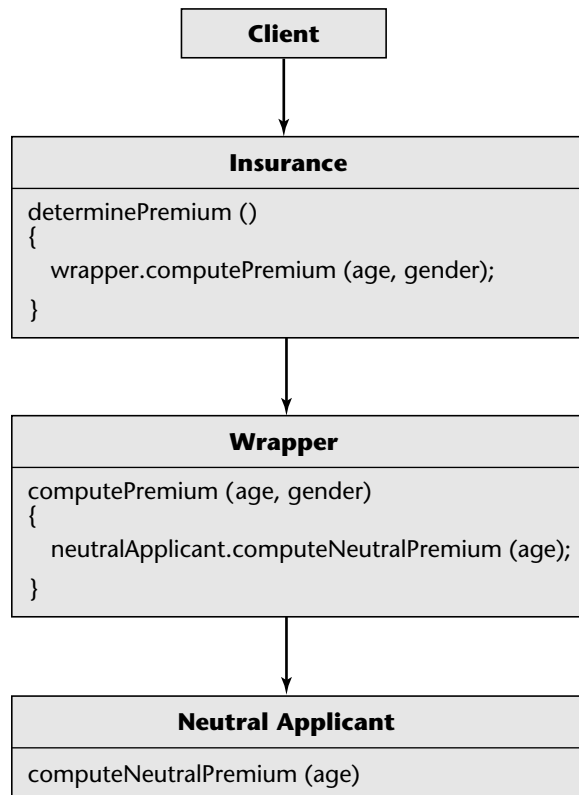 Client
Insurance
determinePremium ()
{
wrapper.computePremium (age, gender);
}
Wrapper
computePremium (age, gender)
{
neutralApplicant.computeNeutralPremium (age);
}
Neutral Applicant
computeNeutralPremium (age)